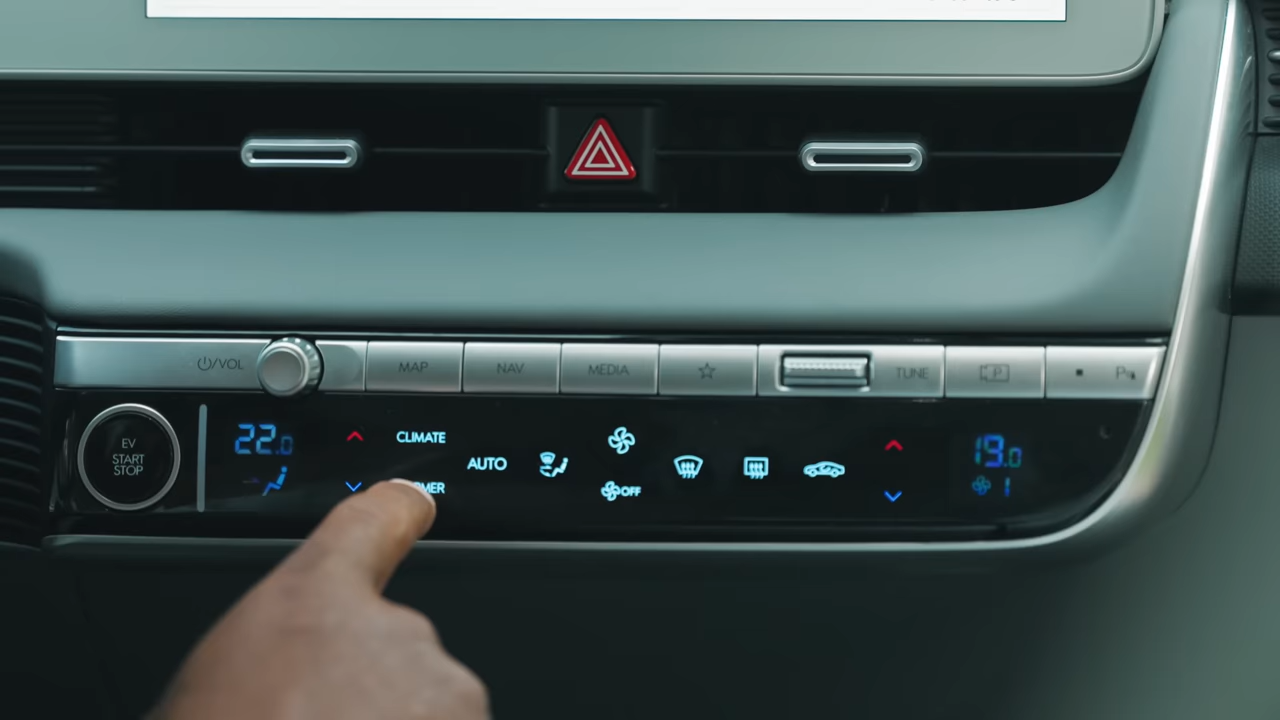 VOL
MAP
NAV
MEDIA
TUNE
P
P
EV
START
STOP
22.0
CLIMATE
AUTO
OFF
19.0
1